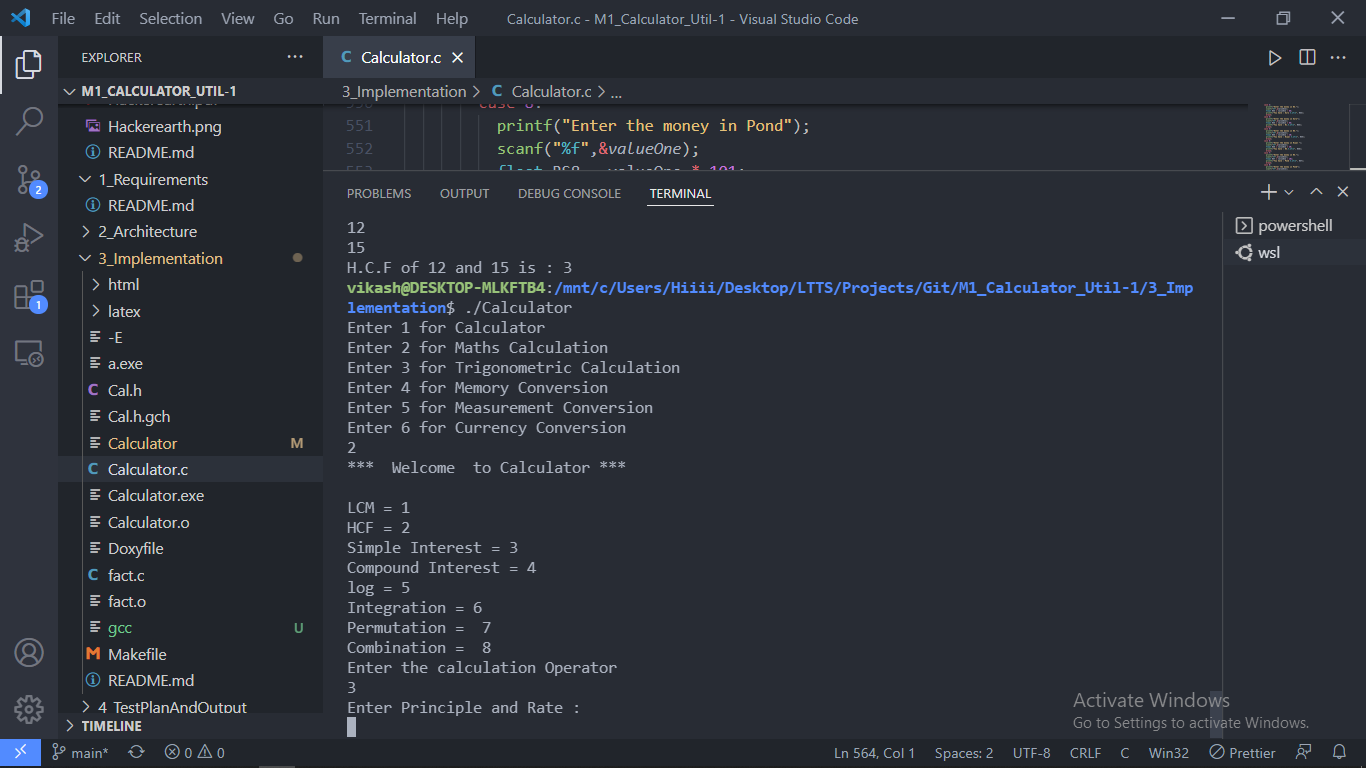 File Edit Selection View Go Run Terminal Help Calculator.c - M1_Calculator_Util-1 - Visual Studio Code
EXPLORER
M1_CALCULATOR_UTIL-1
Hackerearth.png
README.md
1_Requirements
README.md
2_Architecture
3_Implementation
html
latex
-E
a.exe
Cal.h
Cal.h.gch
Calculator M
Calculator.c
Calculator.exe
Calculator.o
Doxyfile
fact.c
fact.o
gcc U
Makefile
README.md
4_TestPlanAndOutput
TIMELINE
2
1
Calculator.c
3_Implementation > Calculator.c > ...
551 printf("Enter the money in Pond");
552 scanf("%f",&valueOne);
PROBLEMS OUTPUT DEBUG CONSOLE TERMINAL
powershell
wsl
12
15
H.C.F of 12 and 15 is : 3
vikash@DESKTOP-MLKFTB4:/mnt/c/Users/Hiiii/Desktop/LTTS/Projects/Git/M1_Calculator_Util-1/3_Imp
lementation$ ./Calculator
Enter 1 for Calculator
Enter 2 for Maths Calculation
Enter 3 for Trigonometric Calculation
Enter 4 for Memory Conversion
Enter 5 for Measurement Conversion
Enter 6 for Currency Conversion
2
***  Welcome  to Calculator ***
LCM = 1
HCF = 2
Simple Interest = 3
Compound Interest = 4
log = 5
Integration = 6
Permutation =  7
Combination =  8
Enter the calculation Operator
3
Enter Principle and Rate :
Activate Windows
Go to Settings to activate Windows.
main* 0 0 Ln 564, Col 1 Spaces: 2 UTF-8 CRLF C Win32 Prettier